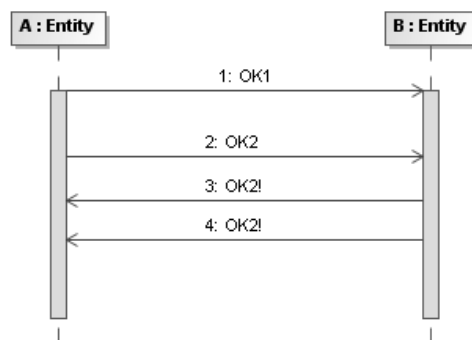 A : Entity
B : Entity
1: OK1
2: OK2
3: OK2!
4: OK2!